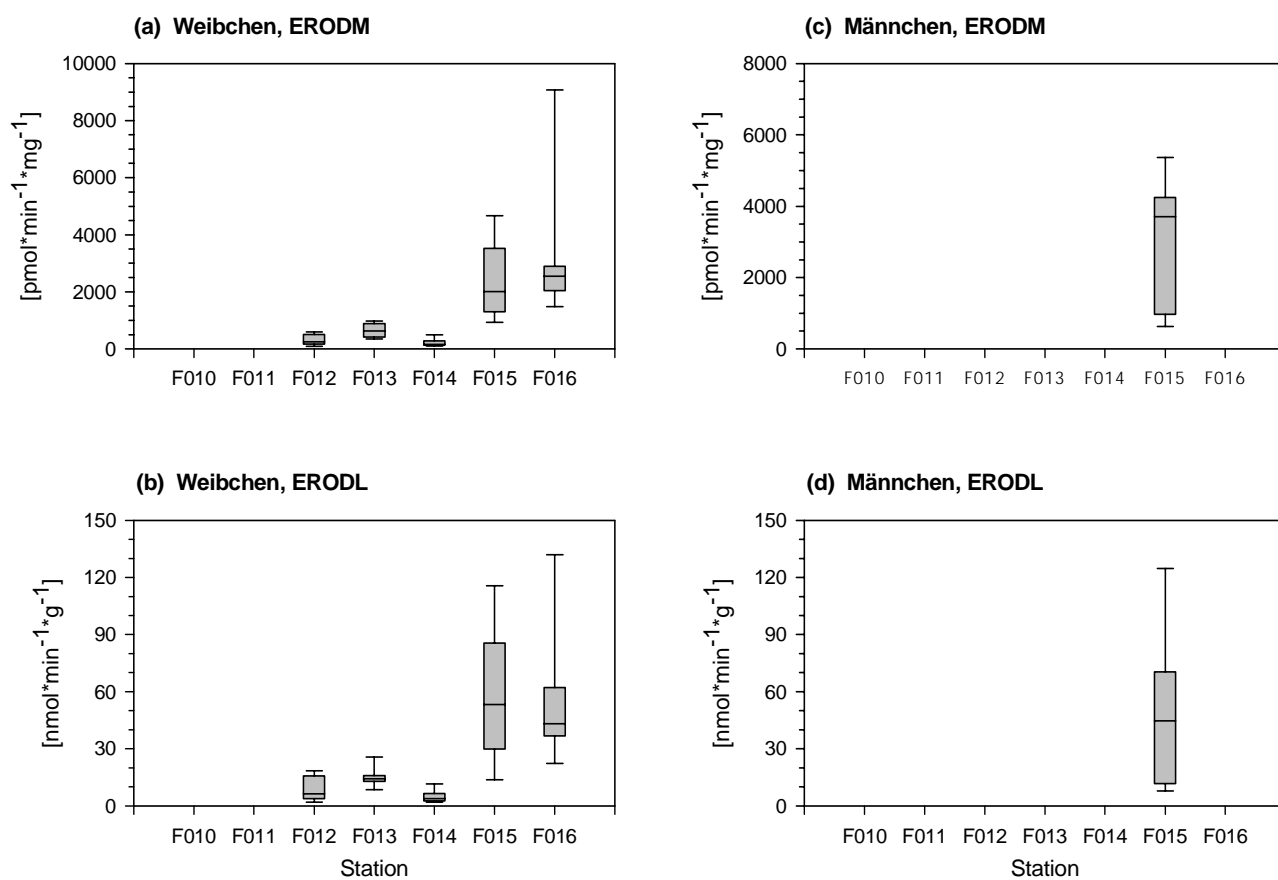 (a) Weibchen, ERODM
[pmol*min-1*mg-1]
10000
8000
6000
4000
2000
0
F010 F011 F012 F013 F014 F015 F016
(c) Männchen, ERODM
[pmol*min-1*mg-1]
8000
6000
4000
2000
0
F010 F011 F012 F013 F014 F015 F016
(b) Weibchen, ERODL
[nmol*min-1*g-1]
150
120
90
60
30
0
F010 F011 F012 F013 F014 F015 F016
Station
(d) Männchen, ERODL
[nmol*min-1*g-1]
150
120
90
60
30
0
F010 F011 F012 F013 F014 F015 F016
Station